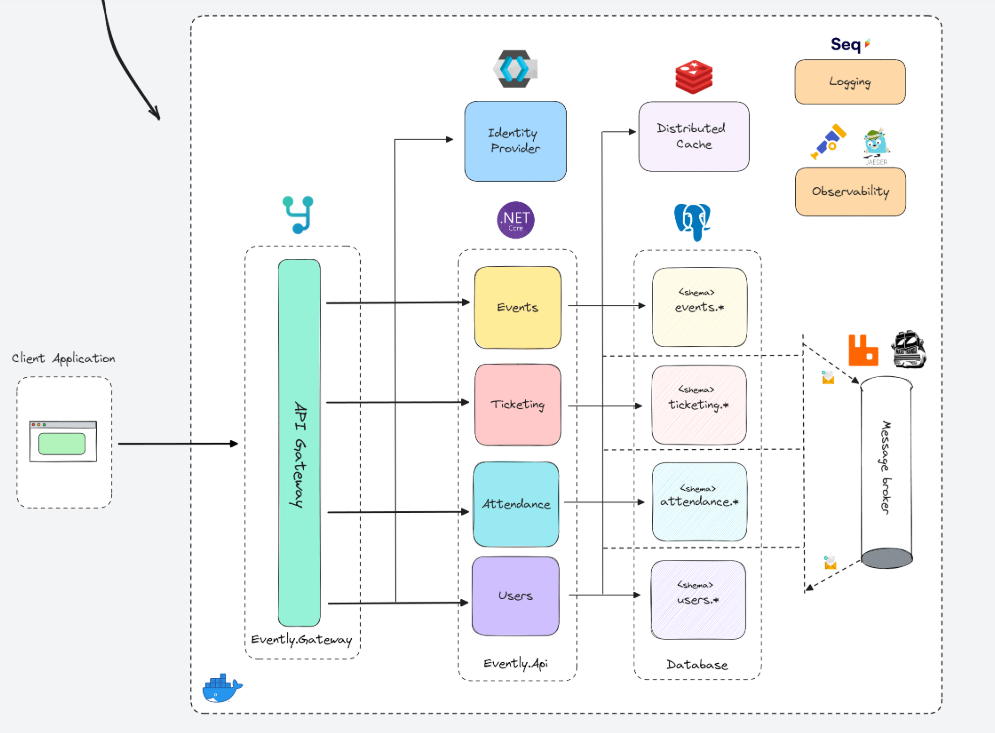 Seq
Logging
Identity
Provider
Distributed
Cache
JAEGER
Observability
.NET
Core
Events
<shema>
events.*
Client Application
API Gateway
Ticketing
<shema>
ticketing.*
Message broker
Attendance
<shema>
attendance.*
Users
<shema>
users.*
Evently.Gateway
Evently.Api
Database